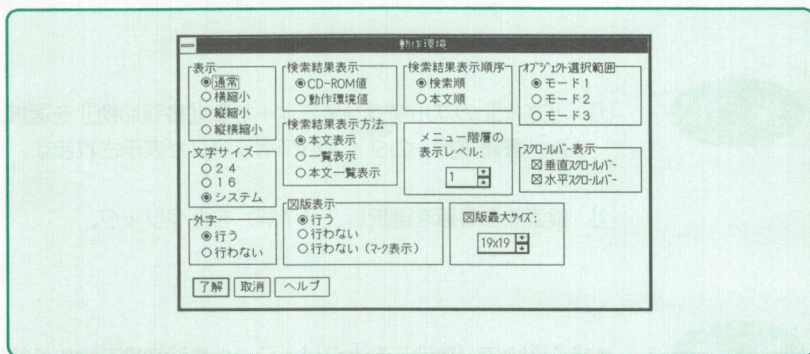 動作環境
表示
◉通常
○横縮小
○縦縮小
○縦横縮小
文字サイズ
○24
○16
◉システム
外字
◉行う
○行わない
検索結果表示
◉CD-ROM値
○動作環境値
検索結果表示方法
◉本文表示
○一覧表示
○本文一覧表示
図版表示
◉行う
○行わない
○行わない (マーク表示)
検索結果表示順序
◉検索順
○本文順
メニュー階層の
表示レベル:
1
図版最大サイズ:
19x19
オブジェクト選択範囲
◉モード1
○モード2
○モード3
スクロールバー表示
☒垂直スクロールバー
☒水平スクロールバー
了解 取消 ヘルプ